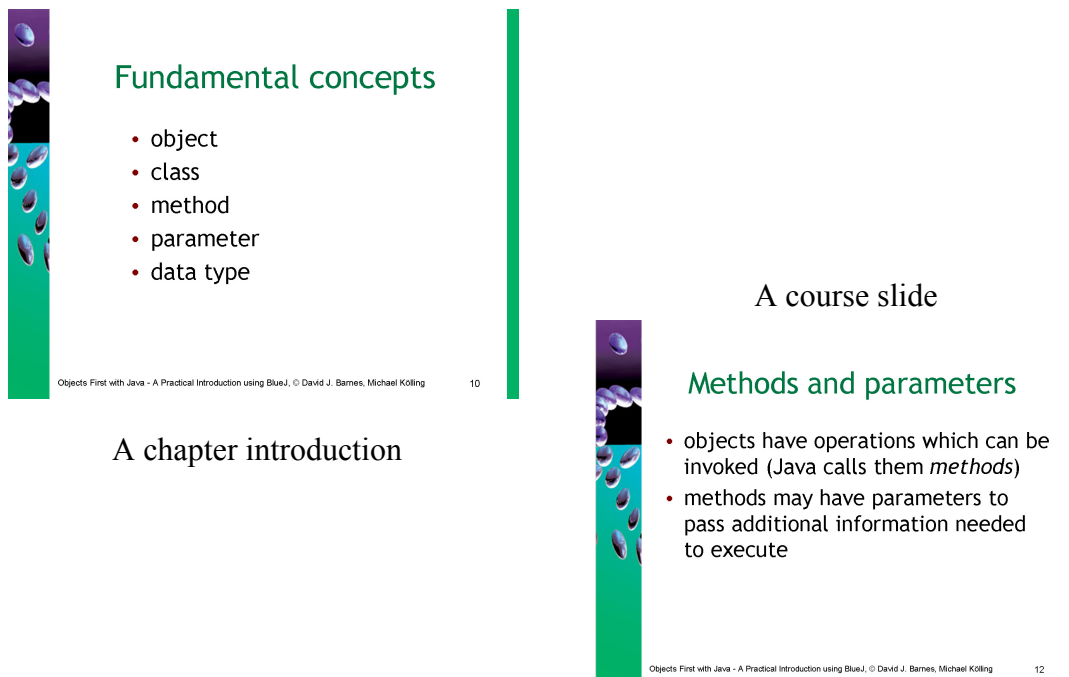 Fundamental concepts
• object
• class
• method
• parameter
• data type
Objects First with Java - A Practical Introduction using BlueJ, © David J. Barnes, Michael Kölling
10
A chapter introduction
A course slide
Methods and parameters
• objects have operations which can be
invoked (Java calls them methods)
• methods may have parameters to
pass additional information needed
to execute
Objects First with Java - A Practical Introduction using BlueJ, © David J. Barnes, Michael Kölling
12